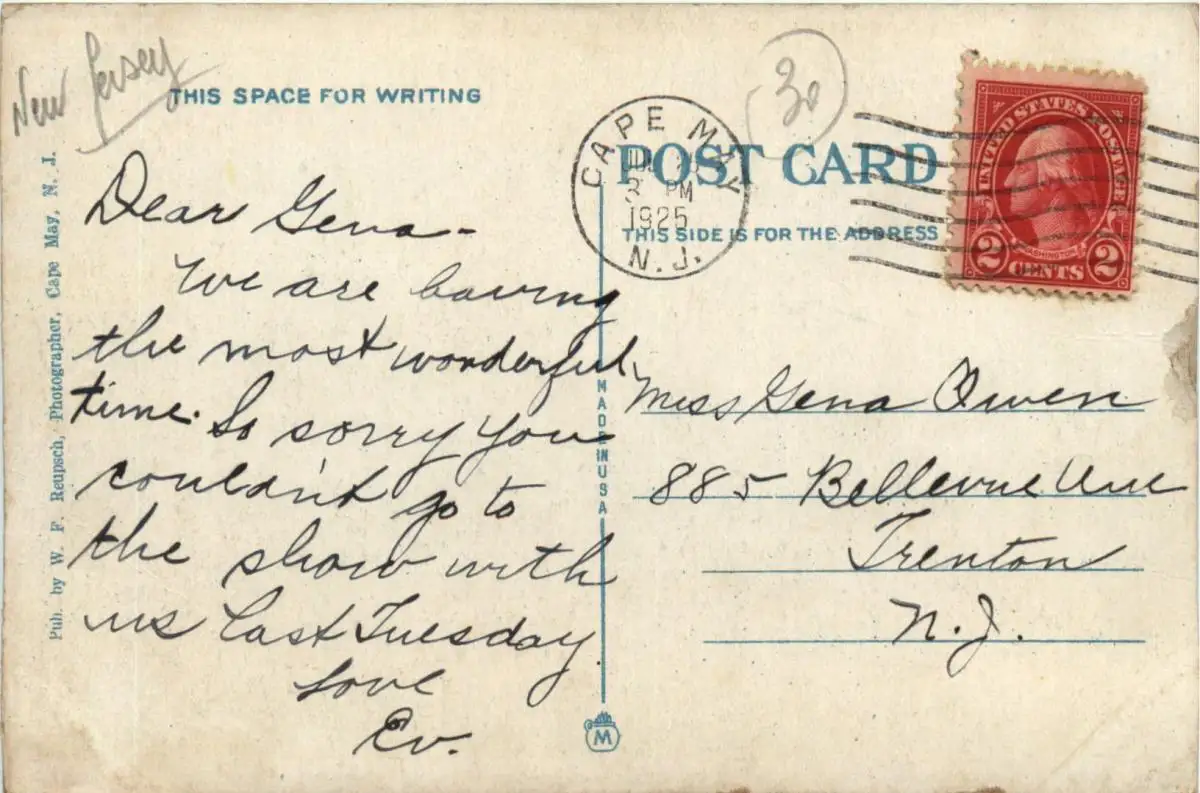 New Jersey
THIS SPACE FOR WRITING
Dear Gena -
We are having
the most wonderful
time. So sorry you
couldn't go to
the show with
us last Tuesday.
Love
Ev.
Pub. by W. F. Reupsch, Photographer, Cape May, N. J.
MADE IN USA
M
30
CAPE MAY
3 PM
1925
N.J.
POST CARD
THIS SIDE IS FOR THE ADDRESS
UNITED STATES POSTAGE
WASHINGTON
2 CENTS 2
Miss Gena Owen
885 Bellevue Ave
Trenton
N.J.